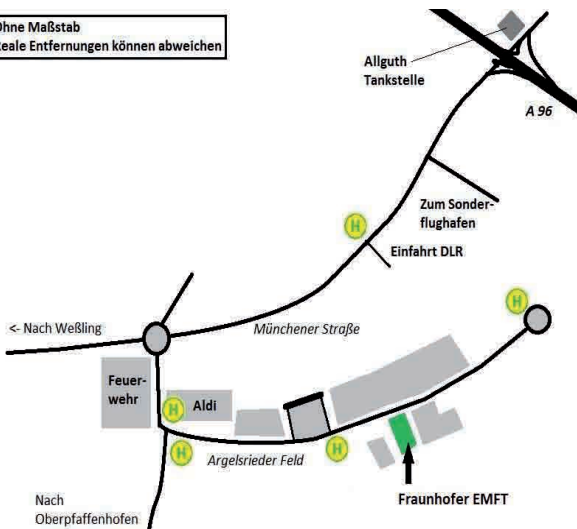 Ohne Maßstab
Reale Entfernungen können abweichen
Allguth
Tankstelle
A 96
Zum Sonder-
flughafen
H
Einfahrt DLR
H
<- Nach Weßling
Münchener Straße
Feuer-
wehr
Aldi
H
H
H
Argelsrieder Feld
Nach
Oberpfaffenhofen
Fraunhofer EMFT